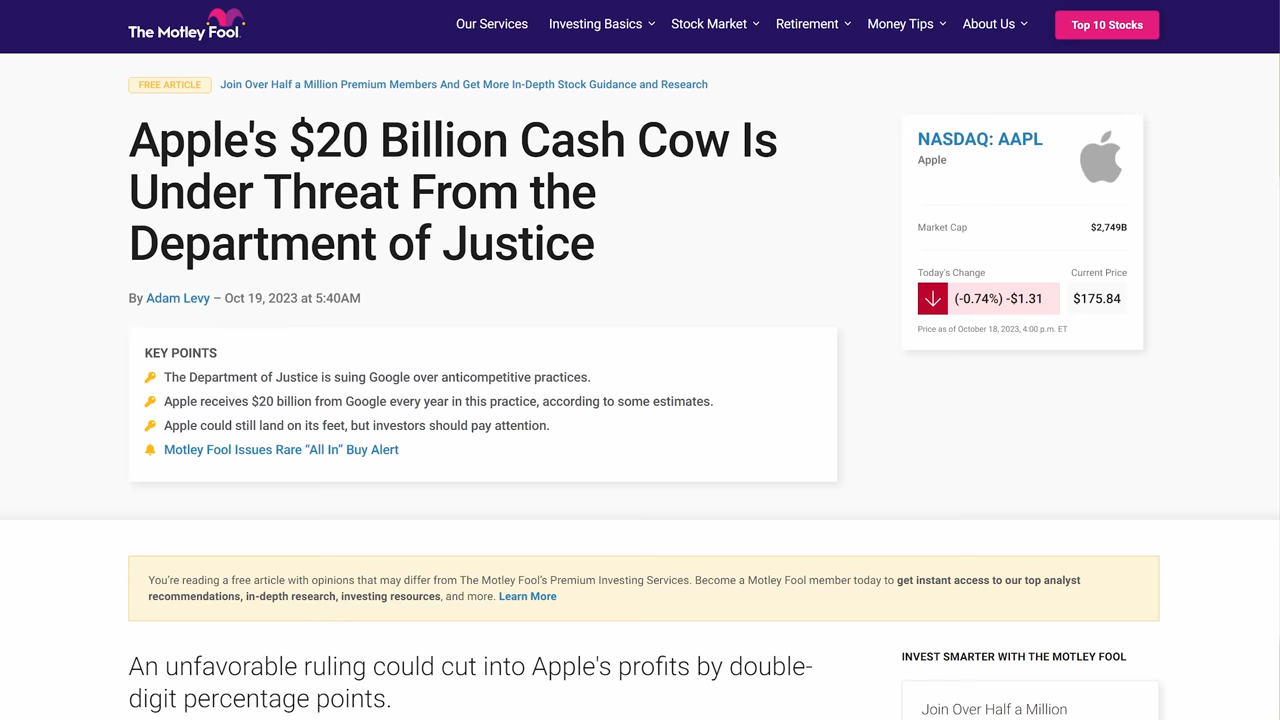 The Motley Fool
Our Services Investing Basics Stock Market Retirement Money Tips About Us Top 10 Stocks
FREE ARTICLE Join Over Half a Million Premium Members And Get More In-Depth Stock Guidance and Research
Apple's $20 Billion Cash Cow Is
Under Threat From the
Department of Justice
By Adam Levy – Oct 19, 2023 at 5:40AM
KEY POINTS
The Department of Justice is suing Google over anticompetitive practices.
Apple receives $20 billion from Google every year in this practice, according to some estimates.
Apple could still land on its feet, but investors should pay attention.
Motley Fool Issues Rare “All In” Buy Alert
NASDAQ: AAPL
Apple
Market Cap $2,749B
Today's Change Current Price
(-0.74%) -$1.31 $175.84
Price as of October 18, 2023, 4:00 p.m. ET
You’re reading a free article with opinions that may differ from The Motley Fool’s Premium Investing Services. Become a Motley Fool member today to get instant access to our top analyst
recommendations, in-depth research, investing resources, and more. Learn More
An unfavorable ruling could cut into Apple's profits by double-
digit percentage points.
INVEST SMARTER WITH THE MOTLEY FOOL
Join Over Half a Million